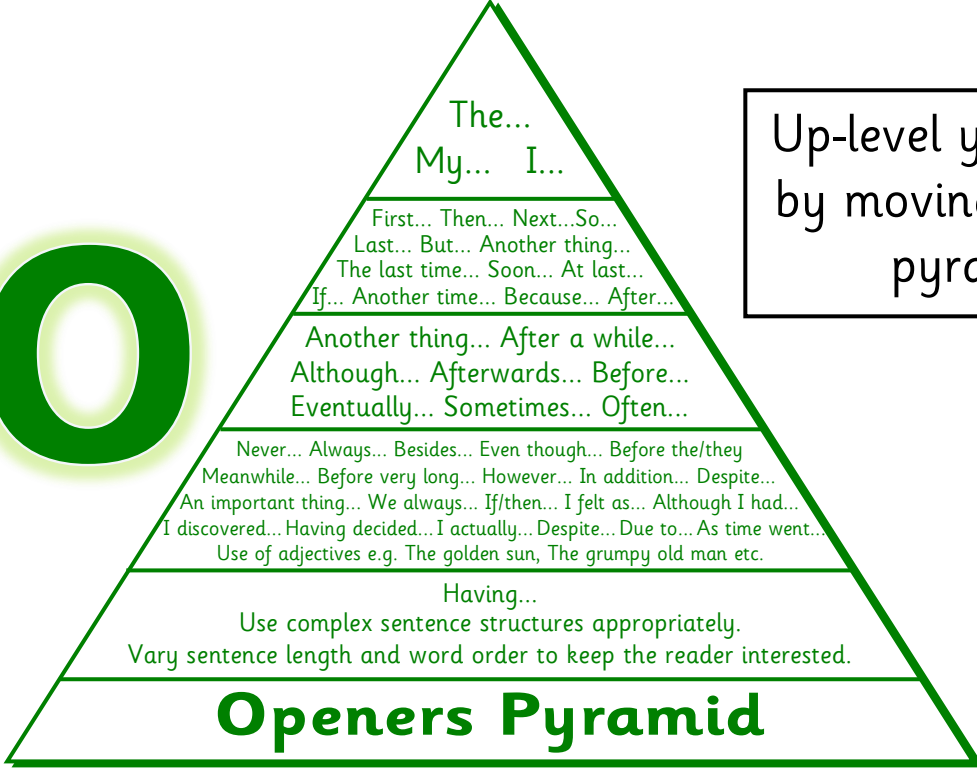 The...
My... I...
First... Then... Next...So...
Last... But... Another thing...
The last time... Soon... At last...
If... Another time... Because... After...
Another thing... After a while...
Although... Afterwards... Before...
Eventually... Sometimes... Often...
Never... Always... Besides... Even though... Before the/they
Meanwhile... Before very long... However... In addition... Despite...
An important thing... We always... If/then... I felt as... Although I had...
I discovered... Having decided... I actually... Despite... Due to... As time went...
Use of adjectives e.g. The golden sun, The grumpy old man etc.
Having...
Use complex sentence structures appropriately.
Vary sentence length and word order to keep the reader interested.
Openers Pyramid
O
Up-level
by